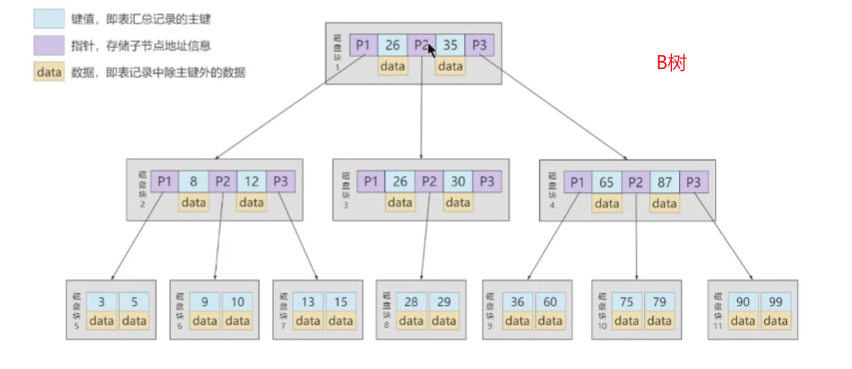 键值，即表汇总记录的主键
指针，存储子节点地址信息
data 数据，即表记录中除主键外的数据
B树
磁盘块1 P1 26 P2 35 P3
data data
磁盘块2 P1 8 P2 12 P3
data data
磁盘块3 P1 26 P2 30 P3
data data
磁盘块4 P1 65 P2 87 P3
data data
磁盘块5 3 5
data data
磁盘块6 9 10
data data
磁盘块7 13 15
data data
磁盘块8 28 29
data data
磁盘块9 36 60
data data
磁盘块10 75 79
data data
磁盘块11 90 99
data data